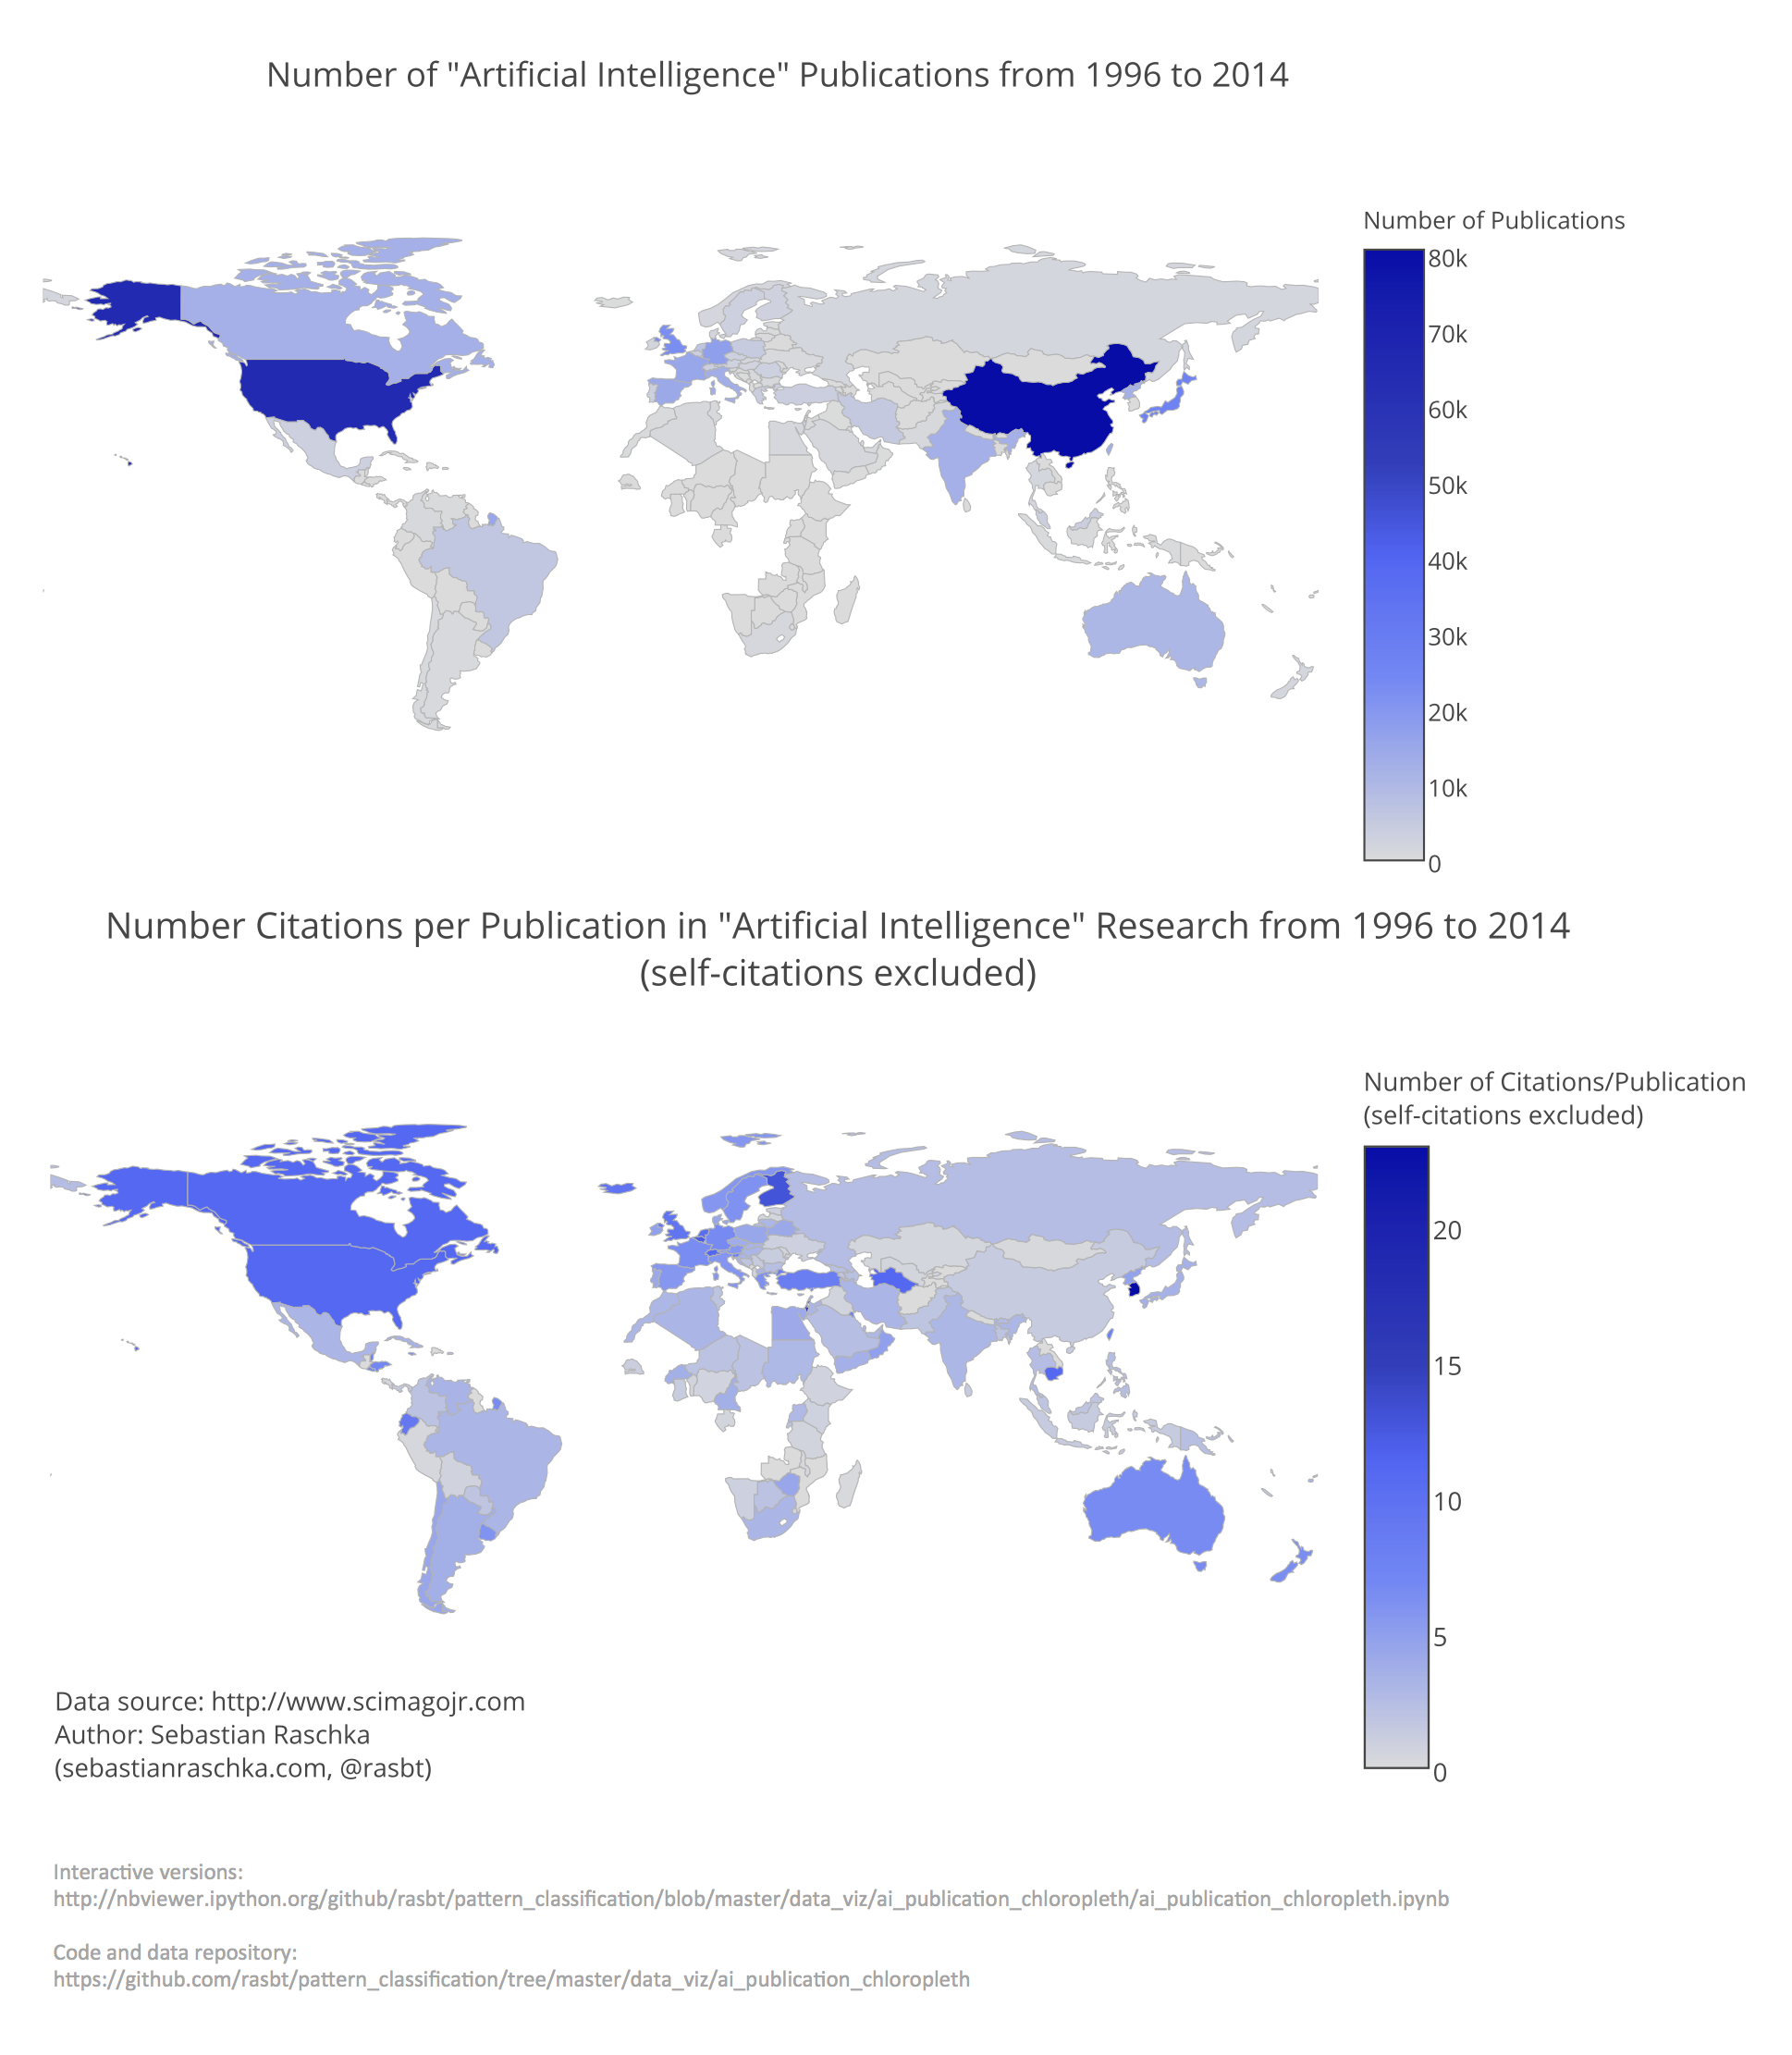 Number of "Artificial Intelligence" Publications from 1996 to 2014
Number of Publications
80k
70k
60k
50k
40k
30k
20k
10k
0
Number Citations per Publication in "Artificial Intelligence" Research from 1996 to 2014
(self-citations excluded)
Number of Citations/Publication
(self-citations excluded)
20
15
10
5
0
Data source: http://www.scimagojr.com
Author: Sebastian Raschka
(sebastianraschka.com, @rasbt)
Interactive versions:
http://nbviewer.ipython.org/github/rasbt/pattern_classification/blob/master/data_viz/ai_publication_chloropleth/ai_publication_chloropleth.ipynb
Code and data repository:
https://github.com/rasbt/pattern_classification/tree/master/data_viz/ai_publication_chloropleth